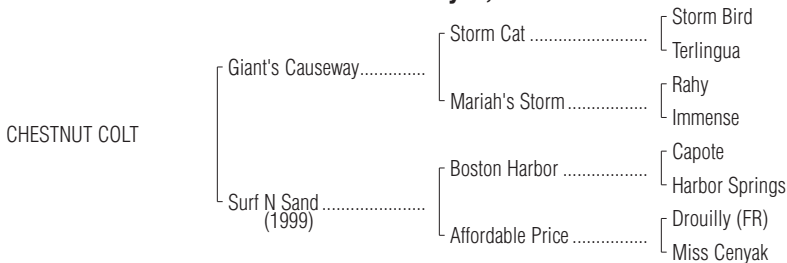 Storm Bird
Storm Cat ..........................
Terlingua
Giant's Causeway..............
Rahy
Mariah's Storm..................
Immense
CHESTNUT COLT
Capote
Boston Harbor ...................
Harbor Springs
Surf N Sand ......................
(1999)
Drouilly (FR)
Affordable Price .................
Miss Cenyak